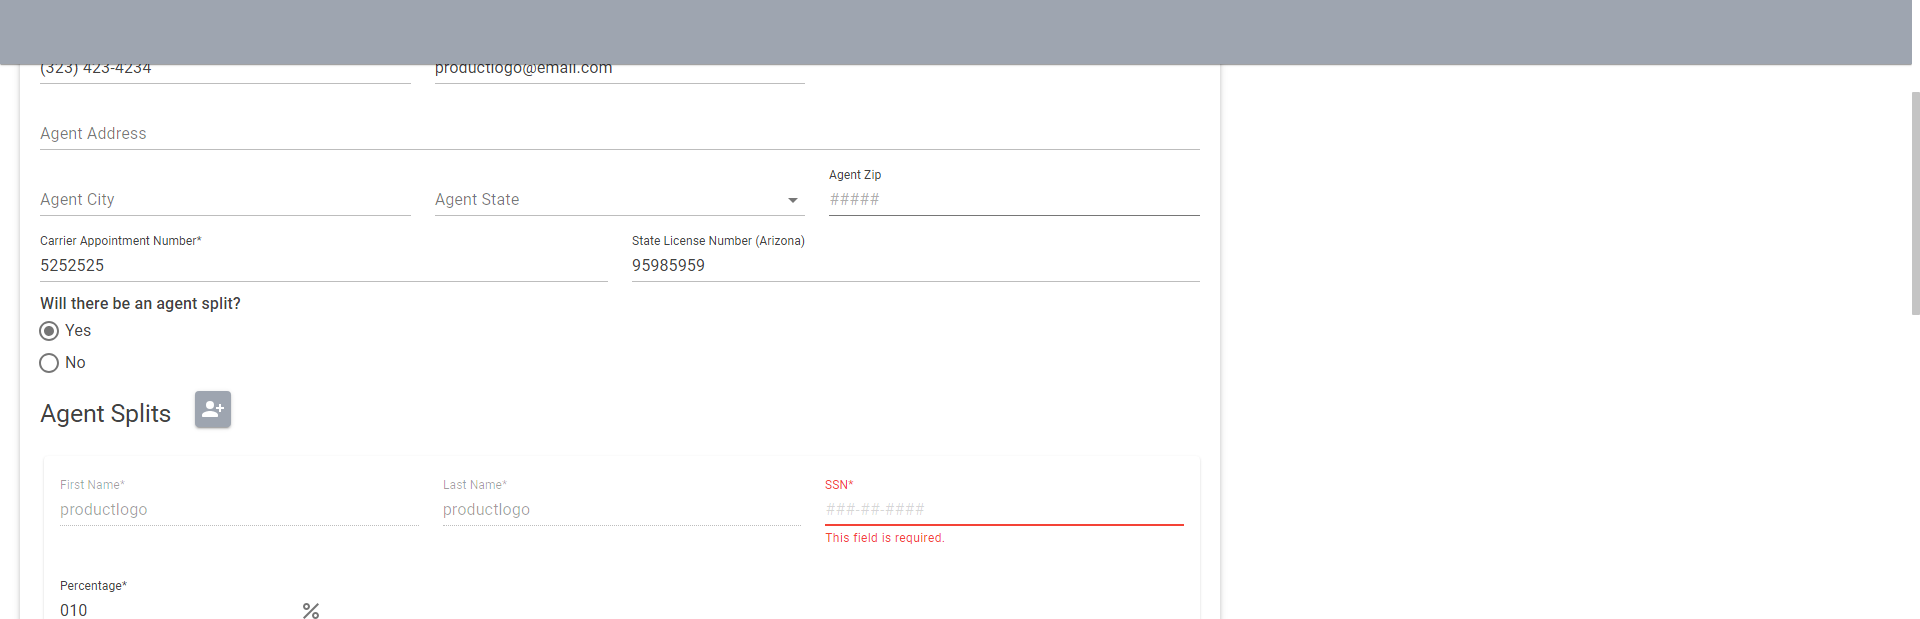 (323) 423-4234 productlogo@email.com
Agent Address
Agent Zip
Agent City Agent State #####
Carrier Appointment Number* State License Number (Arizona)
5252525 95985959
Will there be an agent split?
Yes
No
Agent Splits
First Name* Last Name* SSN*
productlogo productlogo ###-##-####
This field is required.
Percentage*
010 %